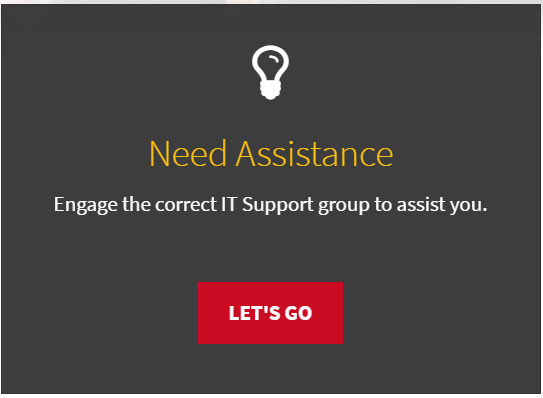 Need Assistance
Engage the correct IT Support group to assist you.
LET'S GO